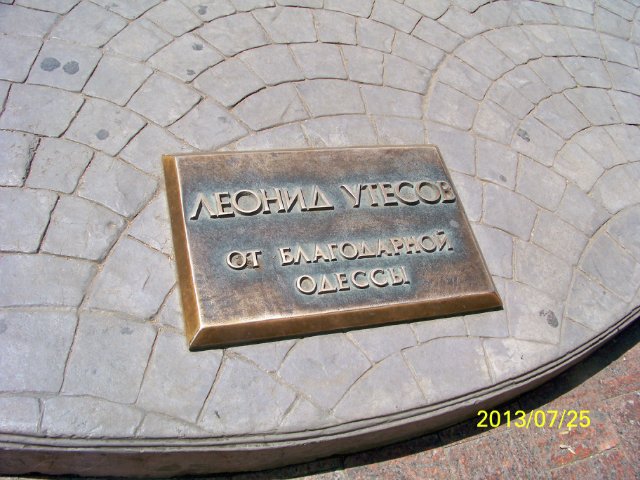 Леонид Утесов
от Благодарной
Одессы
2013/07/25